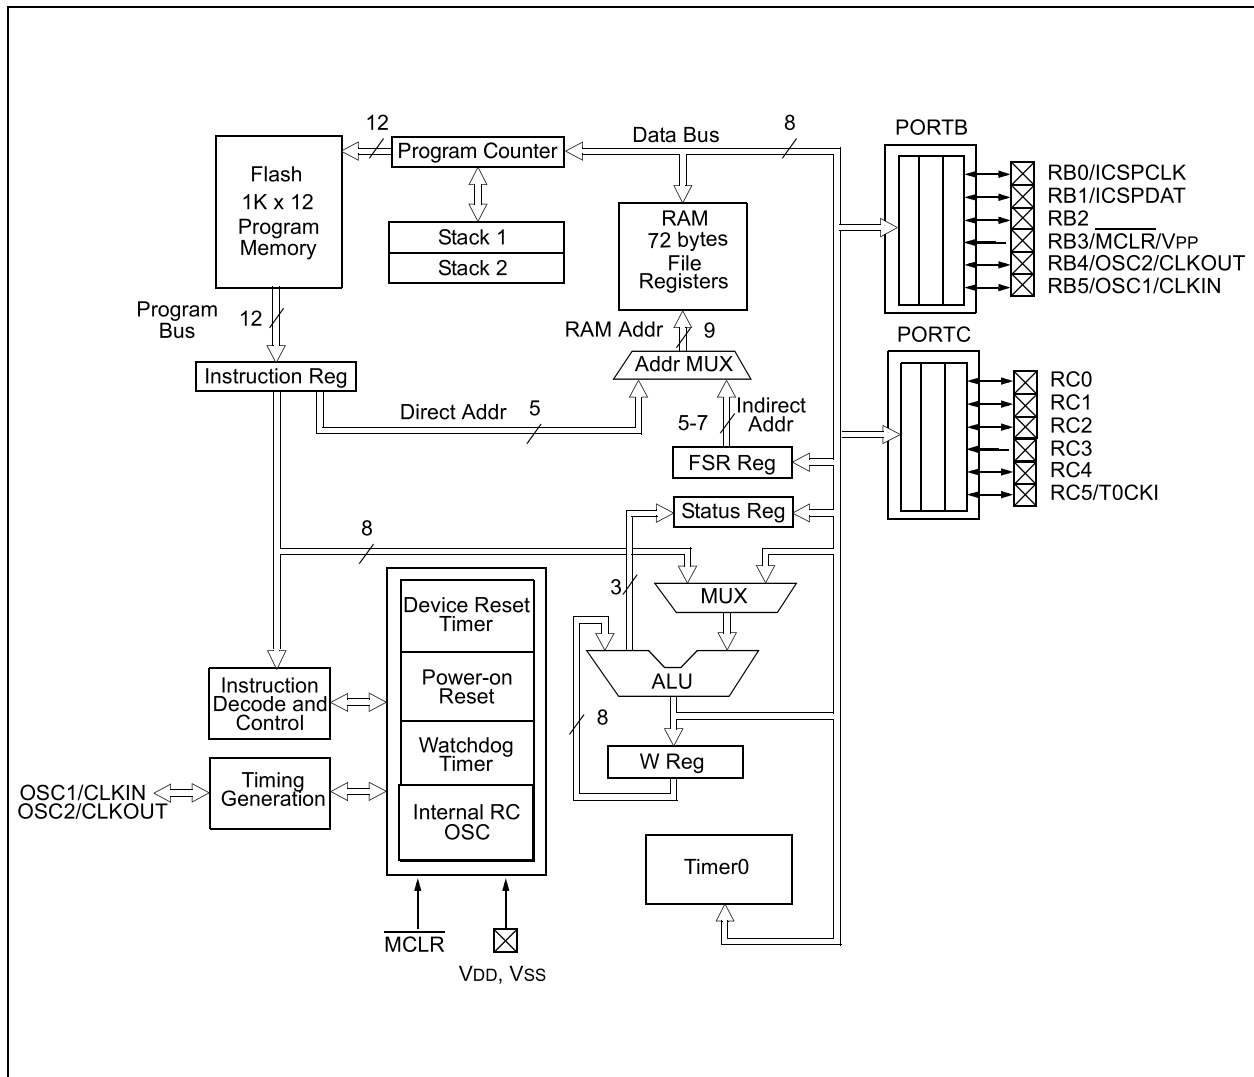 12
Program Counter
Data Bus
8
PORTB
Flash
1K x 12
Program
Memory
Stack 1
Stack 2
RAM
72 bytes
File
Registers
RB0/ICSPCLK
RB1/ICSPDAT
RB2
RB3/MCLR/VPP
RB4/OSC2/CLKOUT
RB5/OSC1/CLKIN
Program
Bus
12
RAM Addr
9
PORTC
Instruction Reg
Addr MUX
Direct Addr
5
5-7
Indirect
Addr
FSR Reg
RC0
RC1
RC2
RC3
RC4
RC5/T0CKI
Status Reg
8
3
MUX
Device Reset
Timer
Power-on
Reset
Watchdog
Timer
Internal RC
OSC
ALU
8
W Reg
Instruction
Decode and
Control
Timing
Generation
OSC1/CLKIN
OSC2/CLKOUT
Timer0
MCLR
VDD, VSS